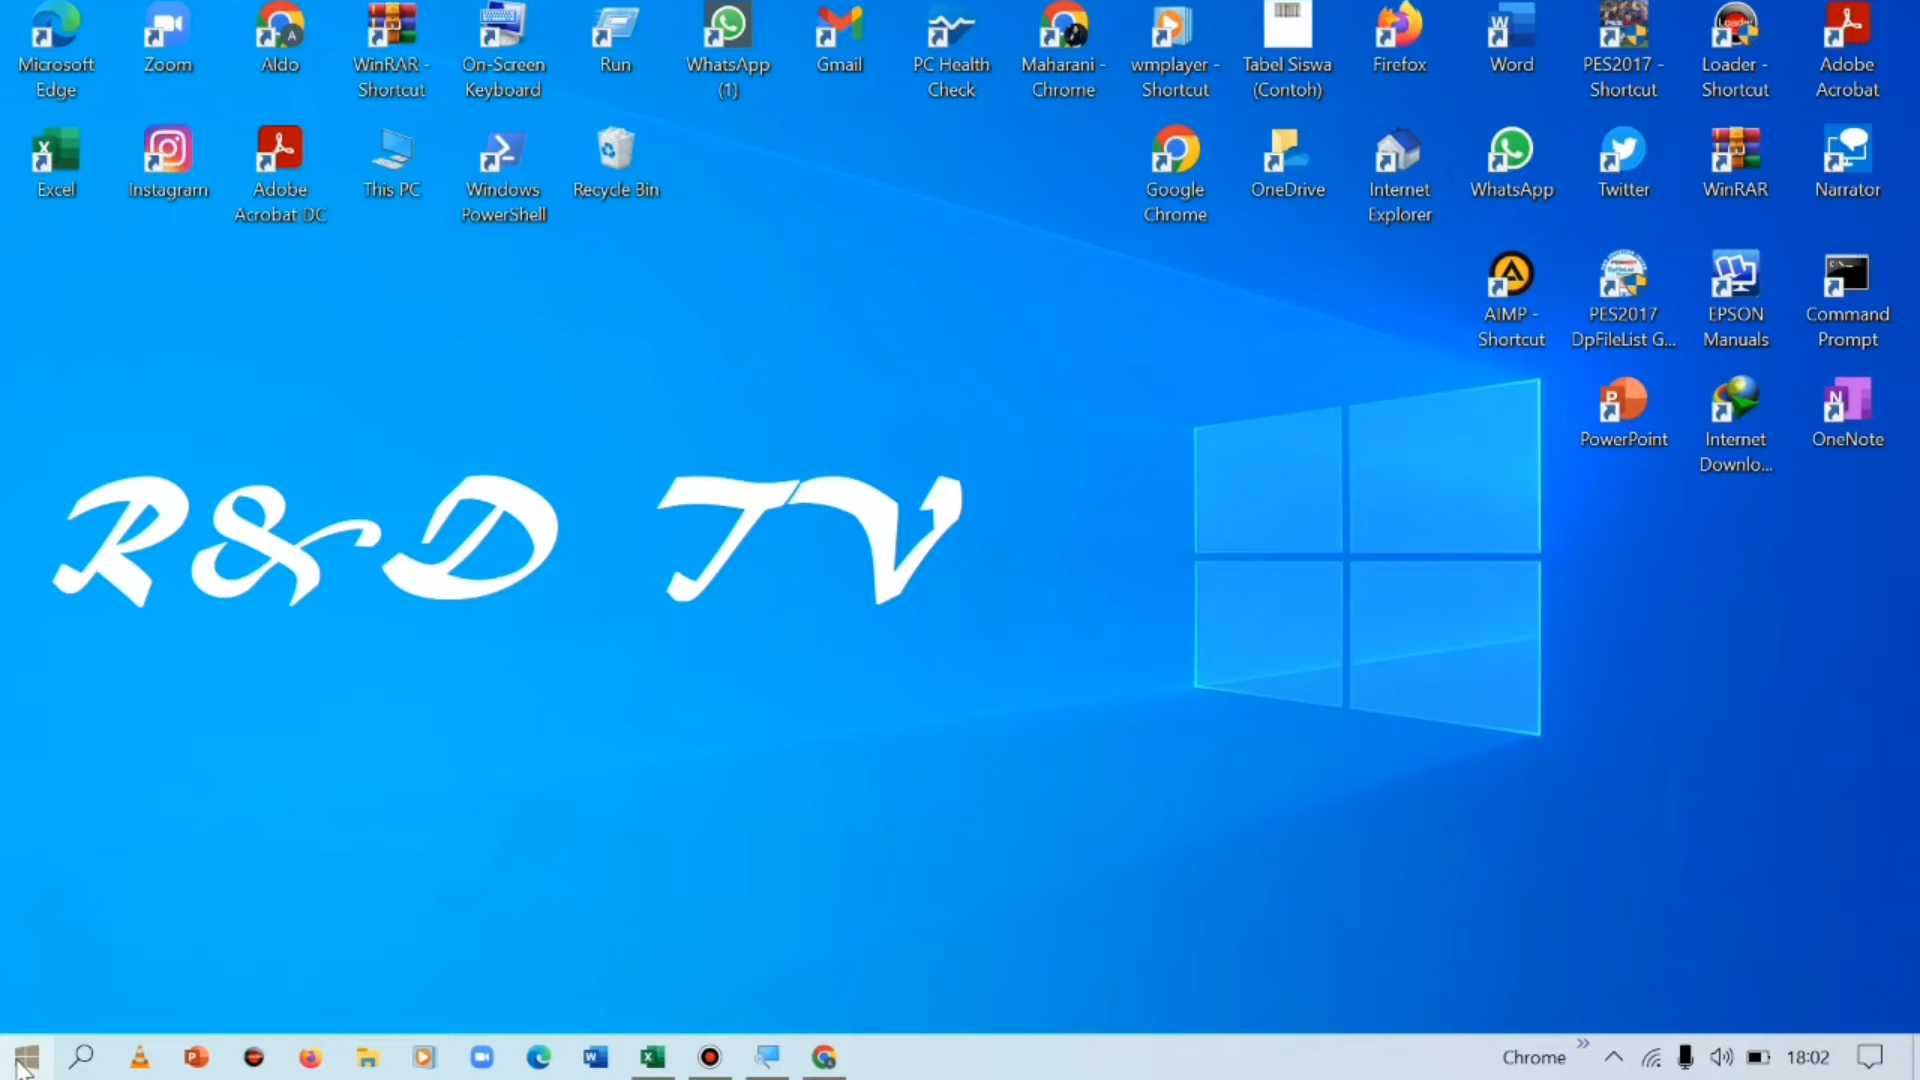 Microsoft Edge
Zoom
Aldo
WinRAR - Shortcut
On-Screen Keyboard
Run
WhatsApp (1)
Gmail
PC Health Check
Maharani - Chrome
wmplayer - Shortcut
Tabel Siswa (Contoh)
Firefox
Word
PES2017 - Shortcut
Loader - Shortcut
Adobe Acrobat
Excel
Instagram
Adobe Acrobat DC
This PC
Windows PowerShell
Recycle Bin
Google Chrome
OneDrive
Internet Explorer
WhatsApp
Twitter
WinRAR
Narrator
AIMP - Shortcut
PES2017 DpFileList G...
EPSON Manuals
Command Prompt
PowerPoint
Internet Downlo...
OneNote
R&D TV
Chrome
18:02